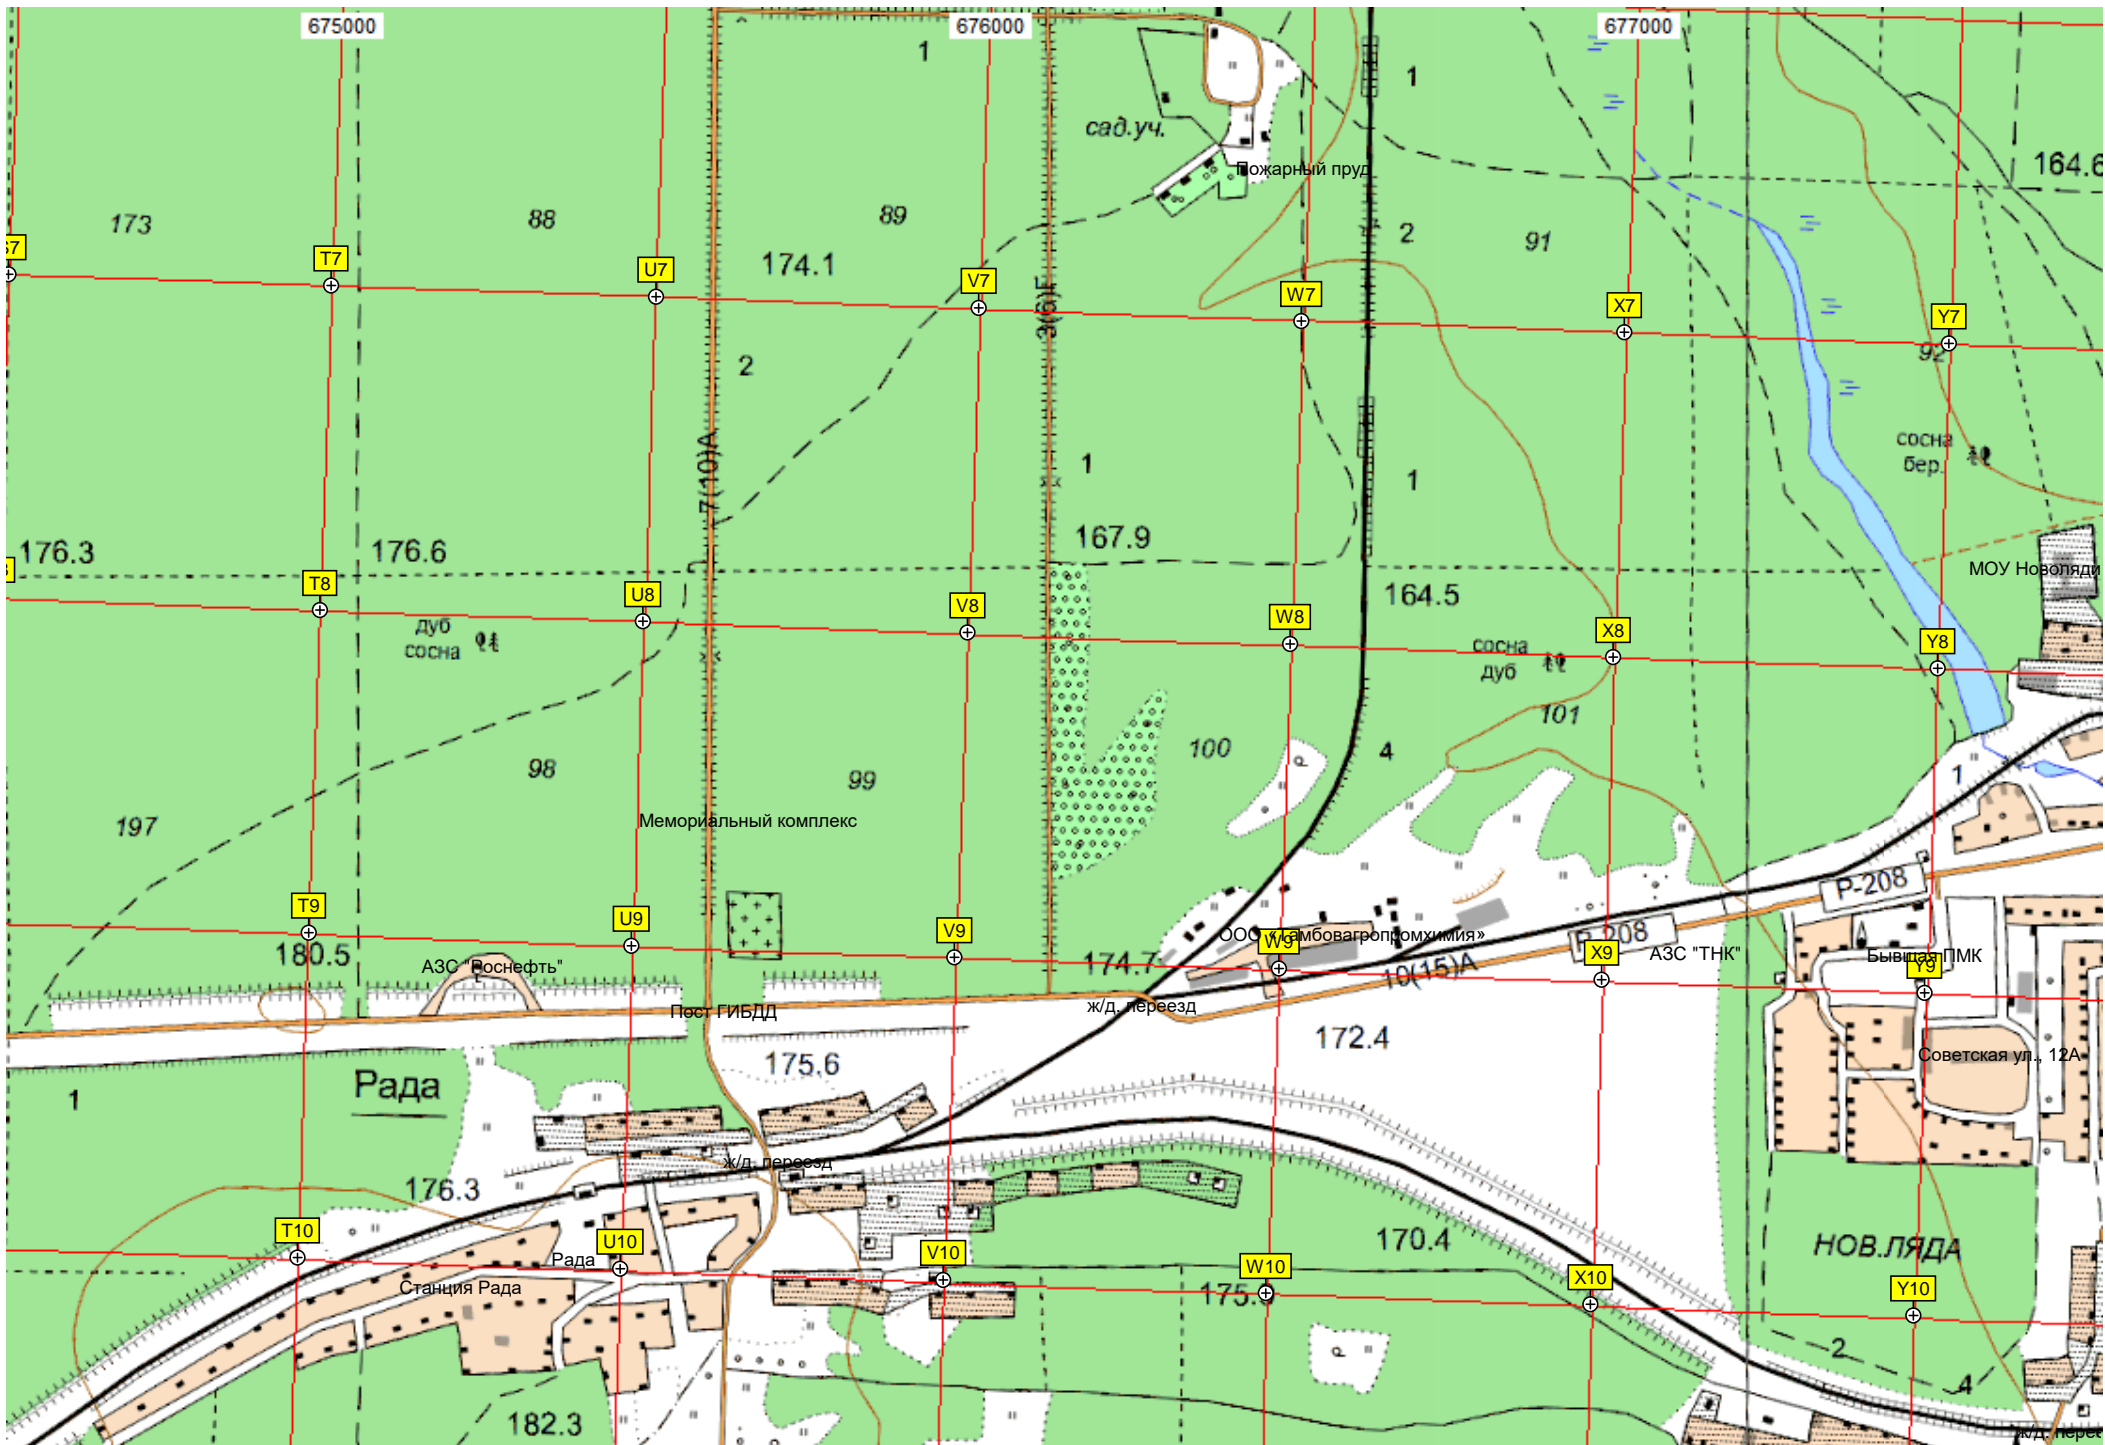 675000
676000
677000
1
1
сад.уч.
Пожарный пруд
164.6
173
88
89
2
91
174.1
S7
T7
U7
V7
W7
X7
Y7
3(6)Г
92
2
7(10)А
1
1
сосна
бер.
176.3
176.6
167.9
164.5
МОУ Новоляди
T8
U8
V8
W8
X8
Y8
дуб
сосна
сосна
дуб
101
98
99
100
4
1
197
Мемориальный комплекс
Р-208
T9
U9
V9
W9
X9
Y9
180.5
АЗС "Роснефть"
174.7
ООО «Тамбовагропромхимия»
Р-208
АЗС "ТНК"
Бывшая ПМК
10(15)А
Пост ГИБДД
ж/д. переезд
172.4
175.6
Советская ул., 12А
Рада
1
ж/д. переезд
176.3
170.4
НОВ.ЛЯДА
T10
U10
V10
W10
X10
Y10
Рада
Станция Рада
2
4
182.3
ж/д. перее